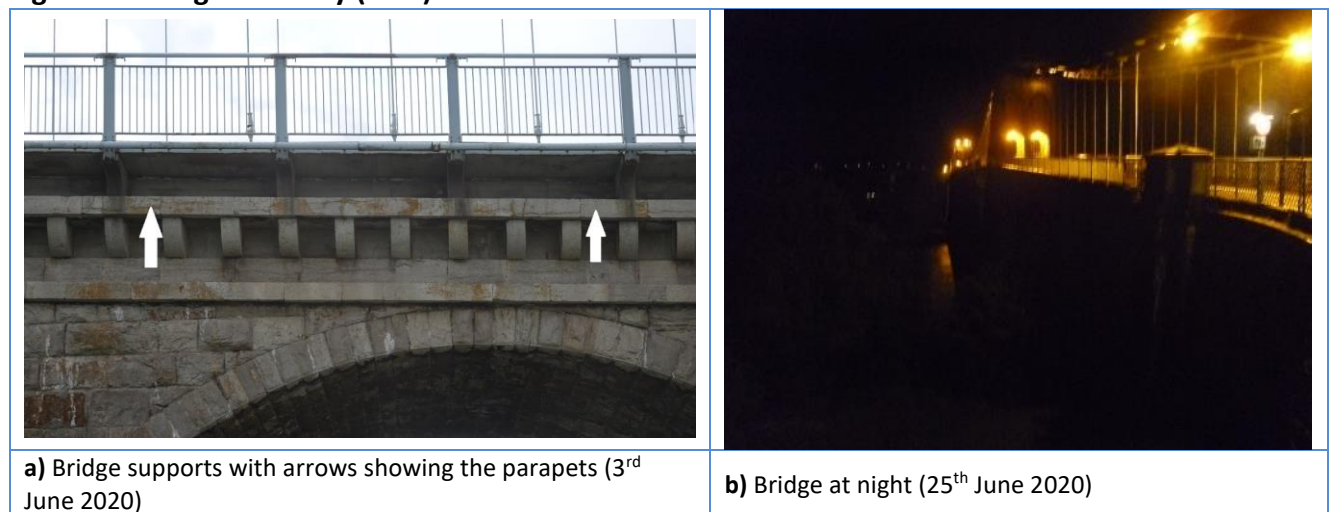 a) Bridge supports with arrows showing the parapets (3rd
June 2020)
b) Bridge at night (25th June 2020)